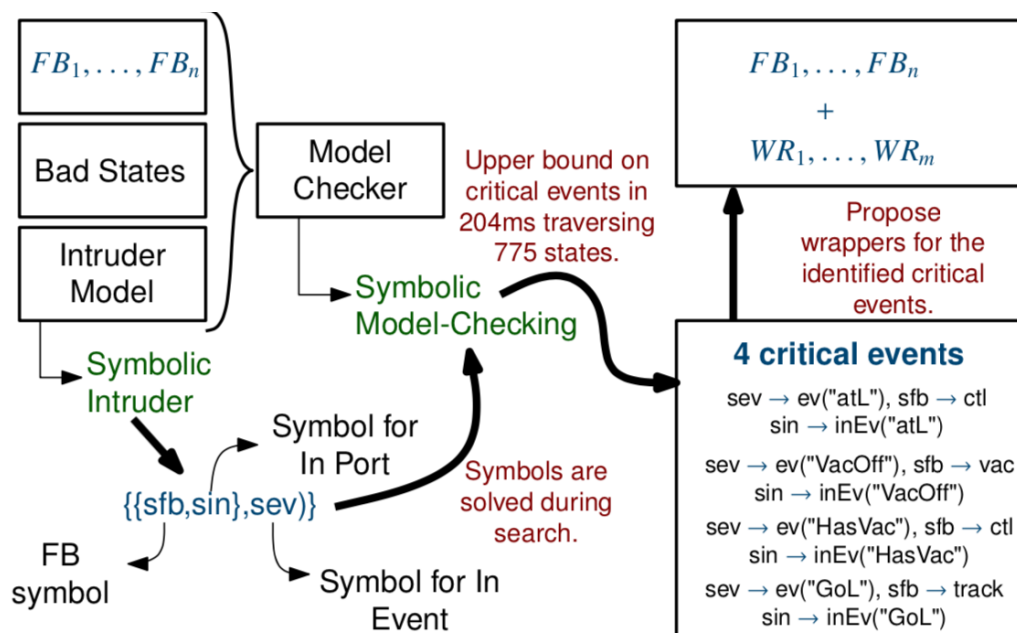 FB₁, . . . , FBₙ
Bad States
Intruder
Model
Model
Checker
Symbolic
Intruder
Symbolic
Model-Checking
Upper bound on
critical events in
204ms traversing
775 states.
Symbol for
In Port
{{sfb,sin},sev)}
FB
symbol
Symbol for In
Event
Symbols are
solved during
search.
FB₁, . . . , FBₙ
+
WR₁, . . . , WRₘ
Propose
wrappers for the
identified critical
events.
4 critical events
sev → ev("atL"), sfb → ctl
sin → inEv("atL")
sev → ev("VacOff"), sfb → vac
sin → inEv("VacOff")
sev → ev("HasVac"), sfb → ctl
sin → inEv("HasVac")
sev → ev("GoL"), sfb → track
sin → inEv("GoL")